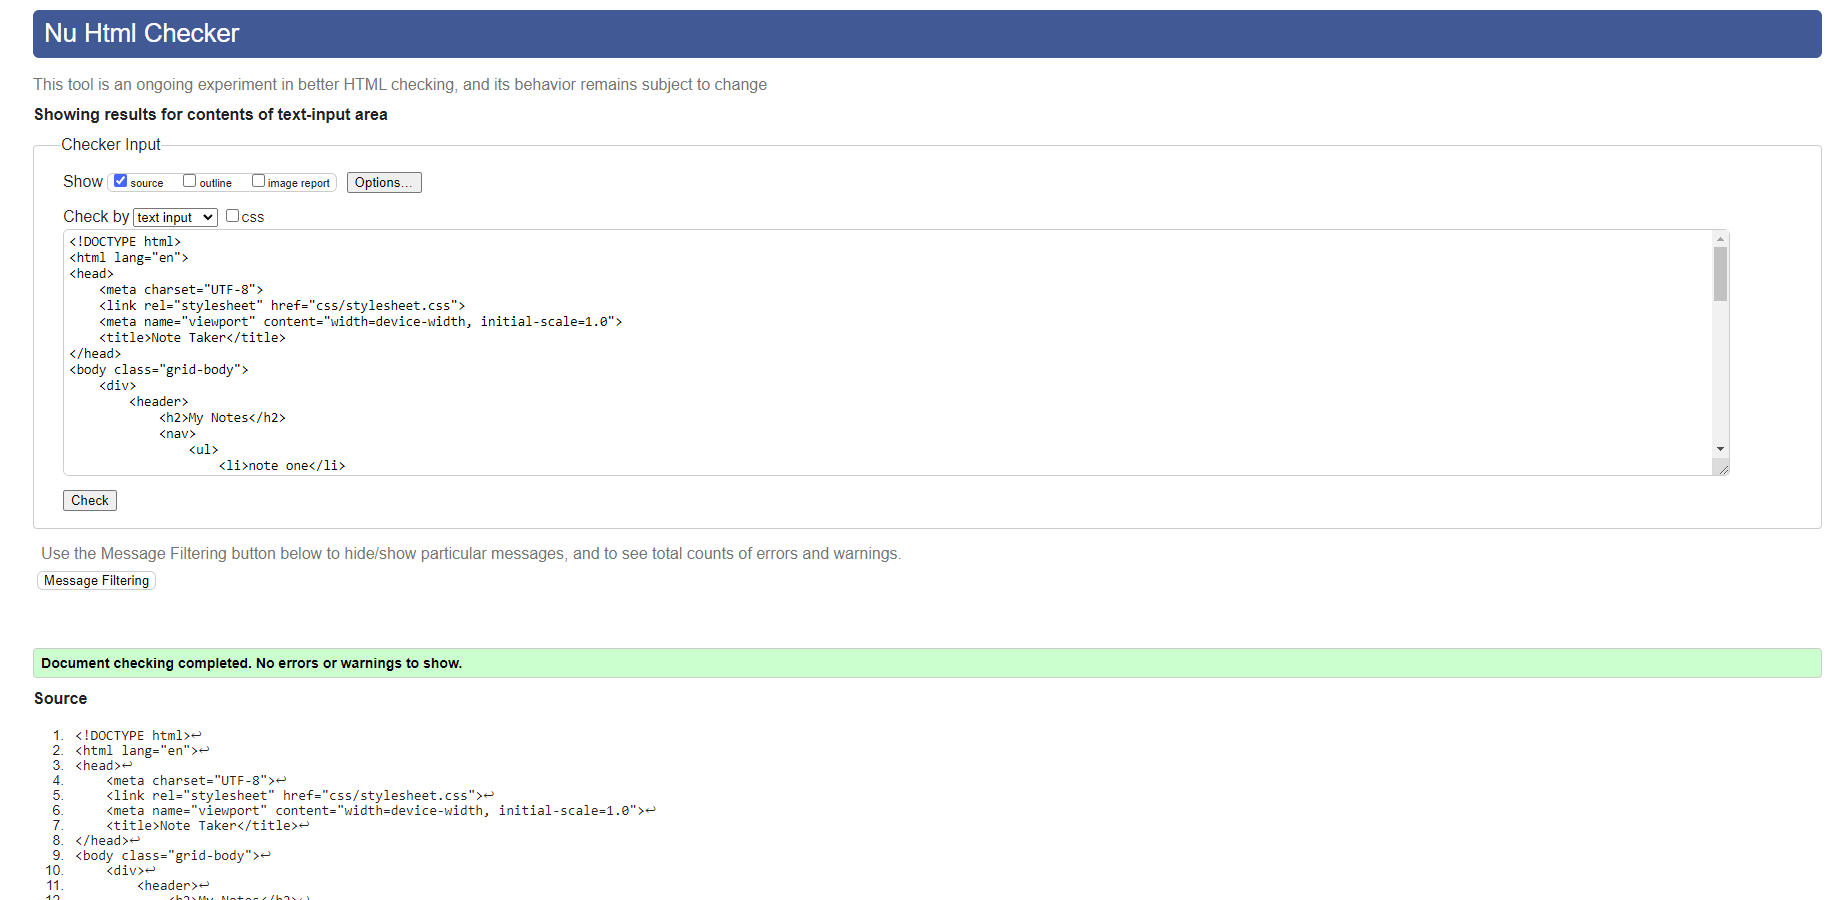 Nu Html Checker
This tool is an ongoing experiment in better HTML checking, and its behavior remains subject to change
Showing results for contents of text-input area
Checker Input
Show source outline image report Options...
Check by text input css
<!DOCTYPE html>
<html lang="en">
<head>
    <meta charset="UTF-8">
    <link rel="stylesheet" href="css/stylesheet.css">
    <meta name="viewport" content="width=device-width, initial-scale=1.0">
    <title>Note Taker</title>
</head>
<body class="grid-body">
    <div>
        <header>
            <h2>My Notes</h2>
            <nav>
                <ul>
                    <li>note one</li>
Check
Use the Message Filtering button below to hide/show particular messages, and to see total counts of errors and warnings.
Message Filtering
Document checking completed. No errors or warnings to show.
Source
1. <!DOCTYPE html>↩
2. <html lang="en">↩
3. <head>↩
4.     <meta charset="UTF-8">↩
5.     <link rel="stylesheet" href="css/stylesheet.css">↩
6.     <meta name="viewport" content="width=device-width, initial-scale=1.0">↩
7.     <title>Note Taker</title>↩
8. </head>↩
9. <body class="grid-body">↩
10.     <div>↩
11.         <header>↩
12.             <h2>My Notes</h2>↩